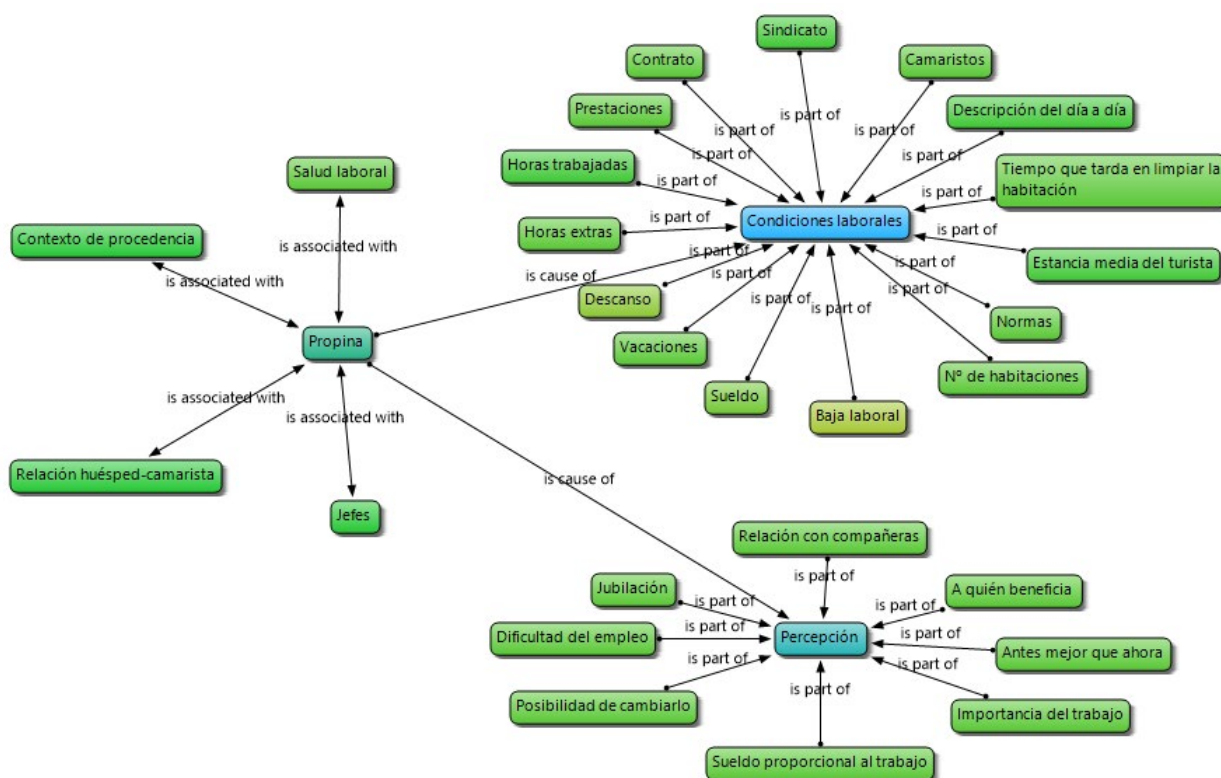 Sindicato
Contrato
Camaristos
is part of
Prestaciones
is part of
is part of
Descripción del día a día
is part of
is part of
Horas trabajadas
is part of
Tiempo que tarda en limpiar la
habitación
is part of
Salud laboral
is part of
Condiciones laborales
Horas extras
Contexto de procedencia
is associated with
is part of
is part of
Estancia media del turista
is associated with
is cause of
is part of
is part of
is part of
Descanso
is part of
is part of
Normas
Propina
Vacaciones
Nº de habitaciones
is associated with
Sueldo
is associated with
Baja laboral
Relación huésped-camarista
is cause of
Jefes
Relación con compañeras
is part of
Jubilación
A quién beneficia
is part of
is part of
Dificultad del empleo
is part of
Percepción
is part of
Antes mejor que ahora
is part of
is part of
is part of
Posibilidad de cambiarlo
Importancia del trabajo
Sueldo proporcional al trabajo